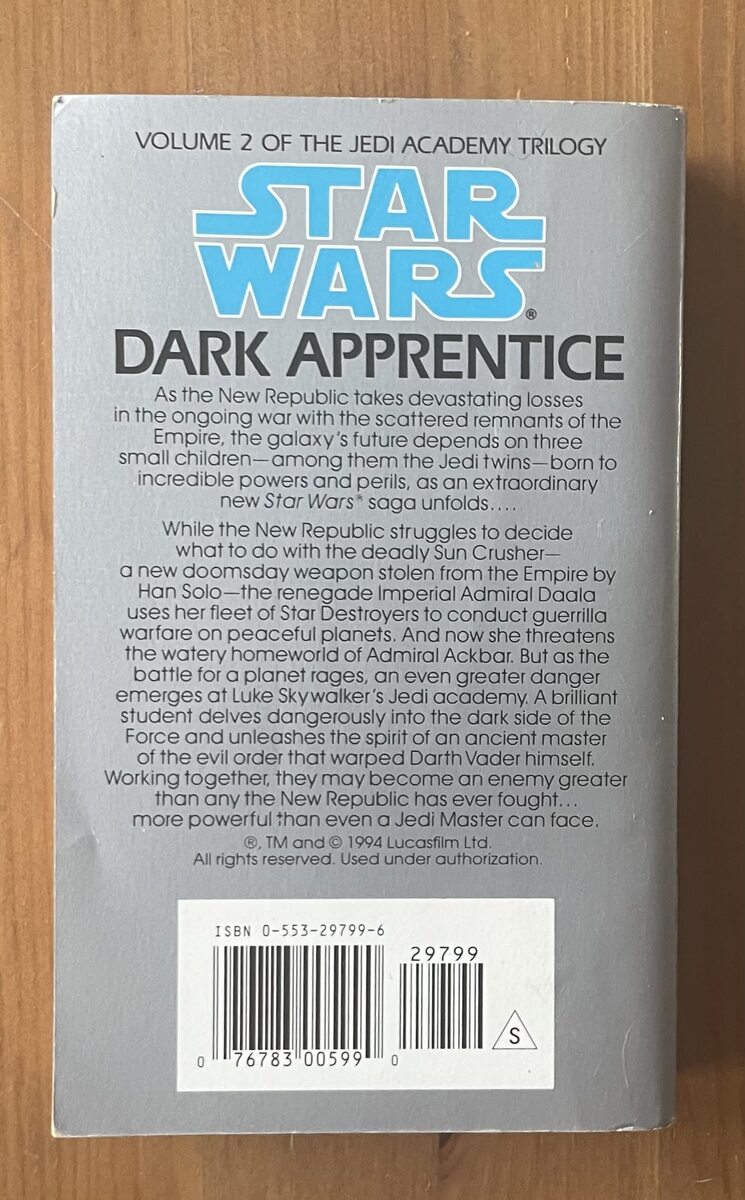 VOLUME 2 OF THE JEDI ACADEMY TRILOGY
STAR
WARS®
DARK APPRENTICE
As the New Republic takes devastating losses
in the ongoing war with the scattered remnants of the
Empire, the galaxy's future depends on three
small children—among them the Jedi twins—born to
incredible powers and perils, as an extraordinary
new Star Wars® saga unfolds....
While the New Republic struggles to decide
what to do with the deadly Sun Crusher—
a new doomsday weapon stolen from the Empire by
Han Solo—the renegade Imperial Admiral Daala
uses her fleet of Star Destroyers to conduct guerrilla
warfare on peaceful planets. And now she threatens
the watery homeworld of Admiral Ackbar. But as the
battle for a planet rages, an even greater danger
emerges at Luke Skywalker's Jedi academy. A brilliant
student delves dangerously into the dark side of the
Force and unleashes the spirit of an ancient master
of the evil order that warped Darth Vader himself.
Working together, they may become an enemy greater
than any the New Republic has ever fought...
more powerful than even a Jedi Master can face.
®, TM and © 1994 Lucasfilm Ltd.
All rights reserved. Used under authorization.
ISBN 0-553-29799-6
29799
S
0 76783 00599 0